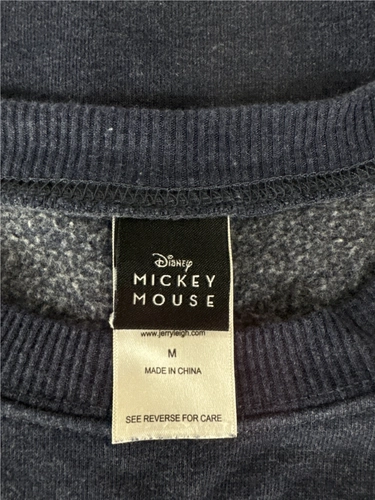 Disney
MICKEY
MOUSE
www.jerryleigh.com
M
MADE IN CHINA
SEE REVERSE FOR CARE